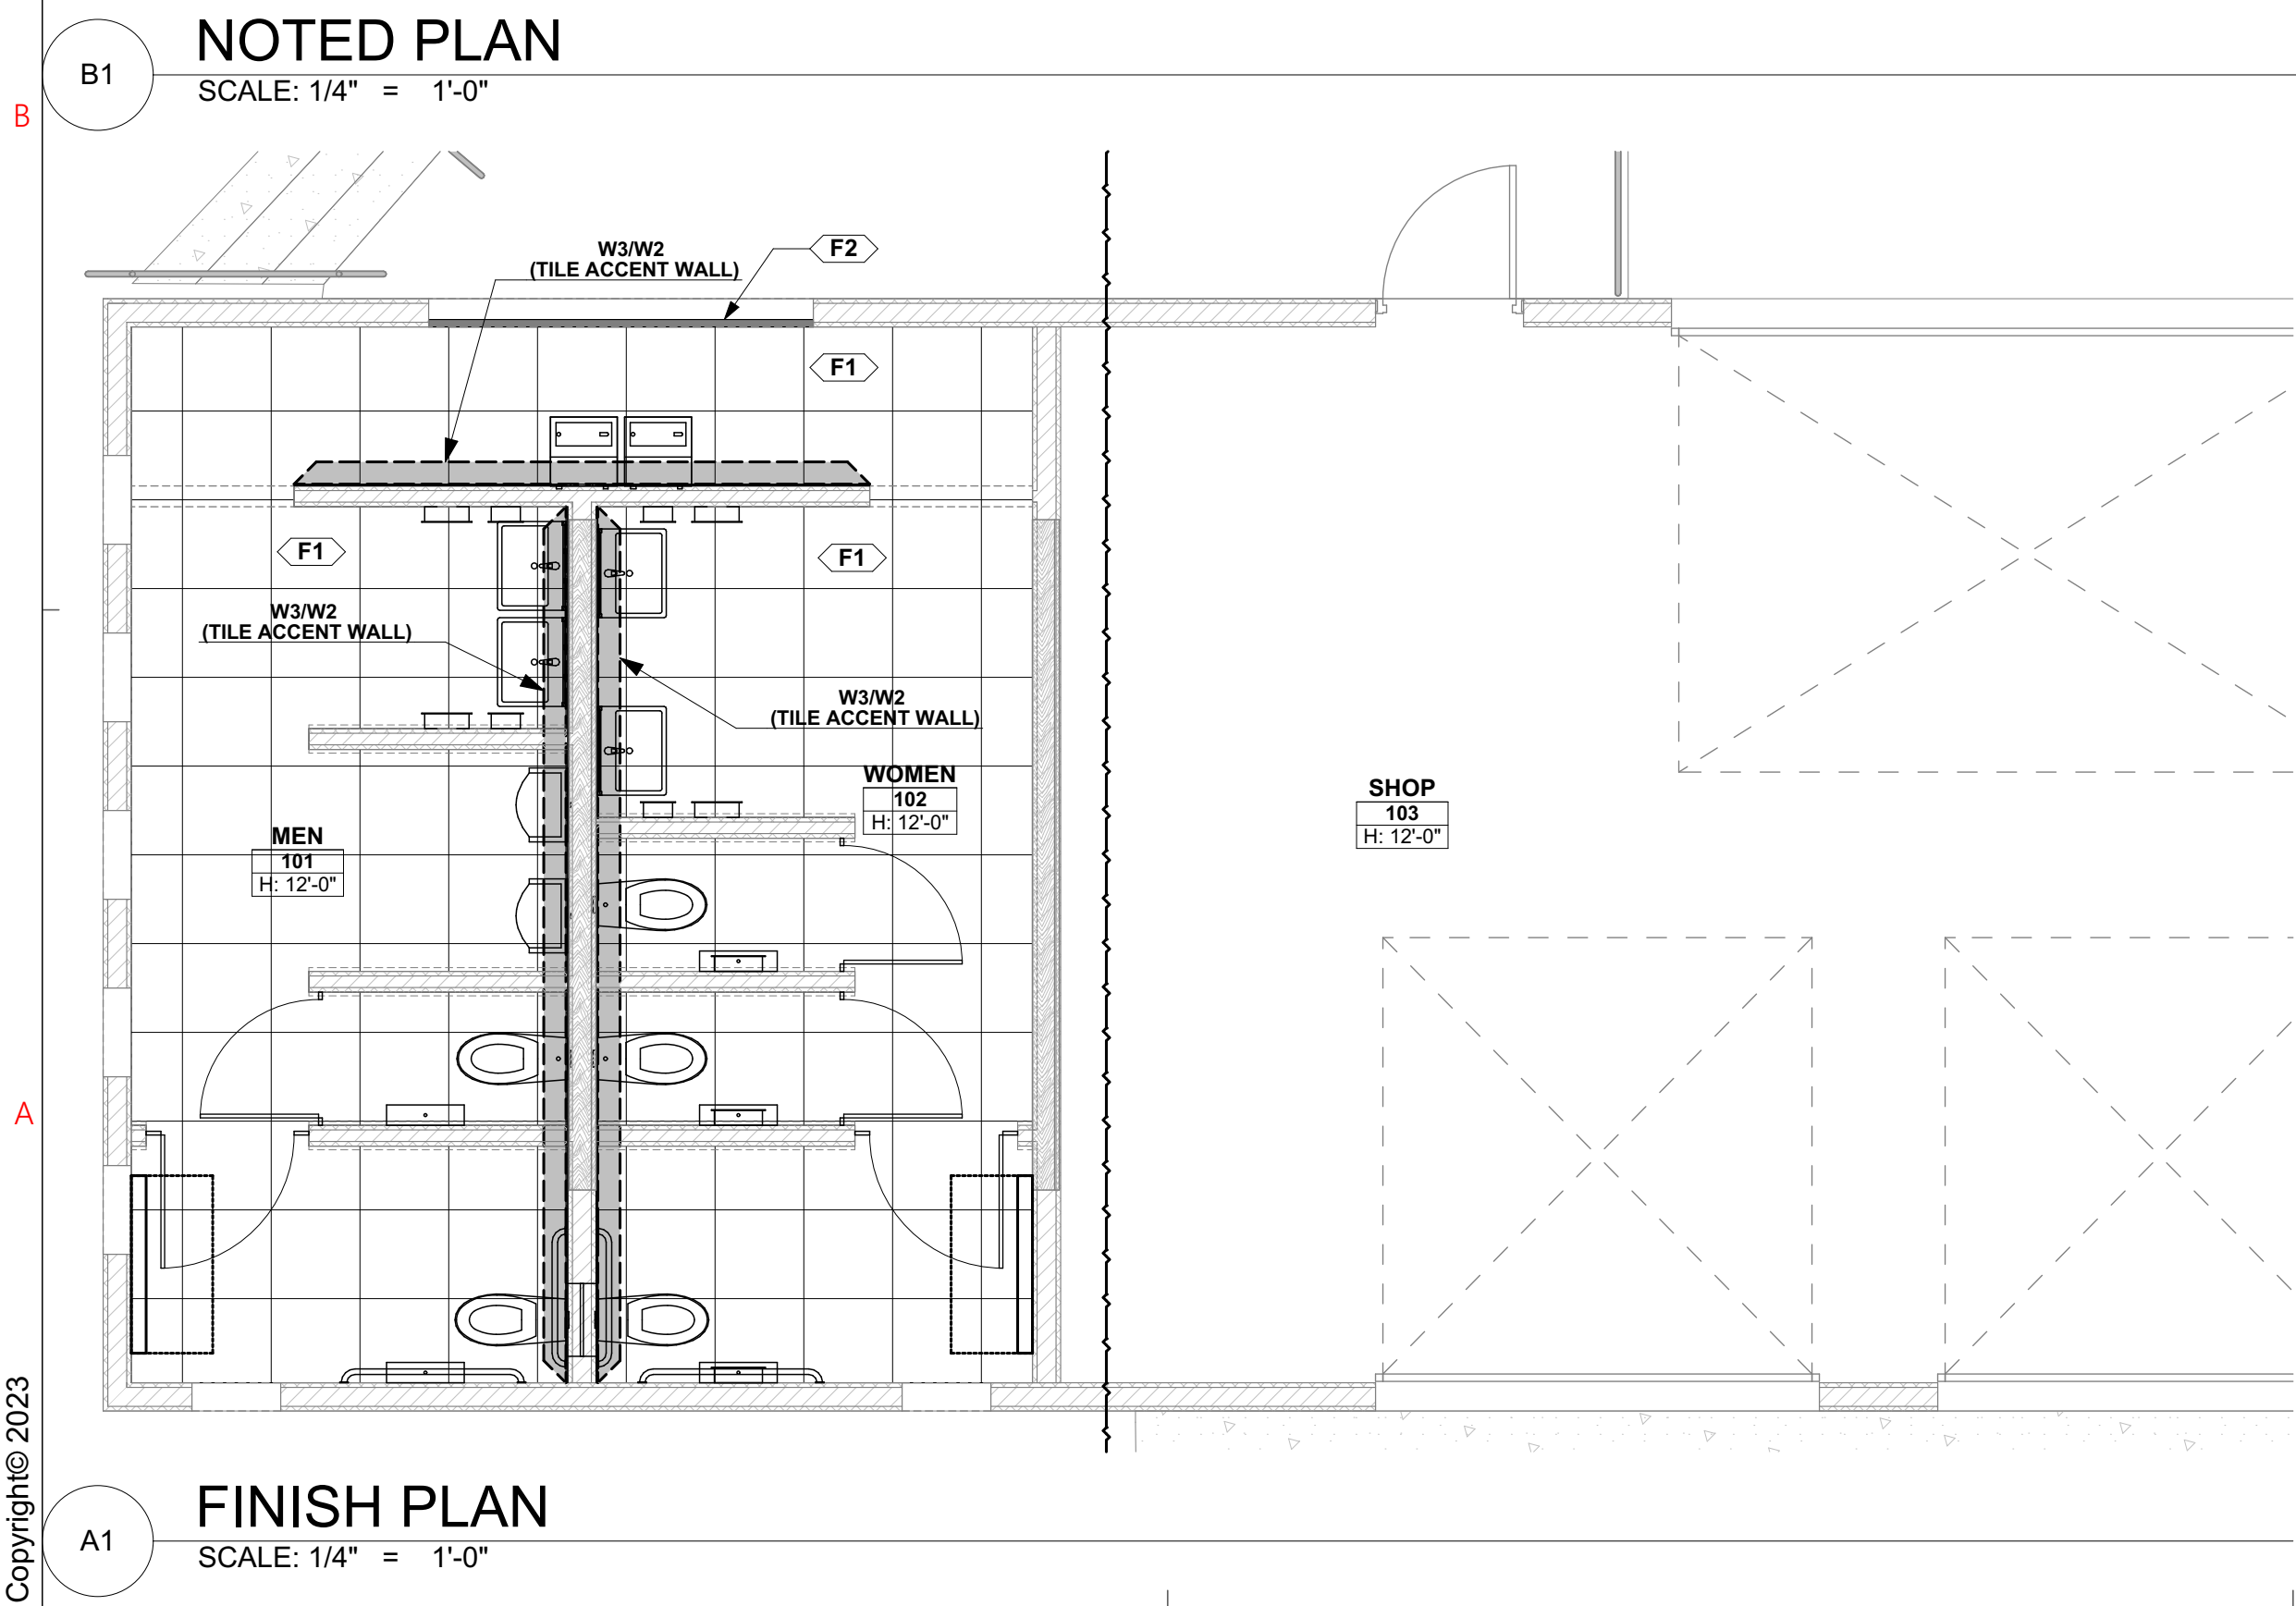 B1
NOTED PLAN
SCALE: 1/4" = 1'-0"
B
W3/W2
(TILE ACCENT WALL)
F2
F1
F1
F1
W3/W2
(TILE ACCENT WALL)
W3/W2
(TILE ACCENT WALL)
WOMEN
102
H: 12'-0"
SHOP
103
H: 12'-0"
MEN
101
H: 12'-0"
A
Copyright© 2023
A1
FINISH PLAN
SCALE: 1/4" = 1'-0"